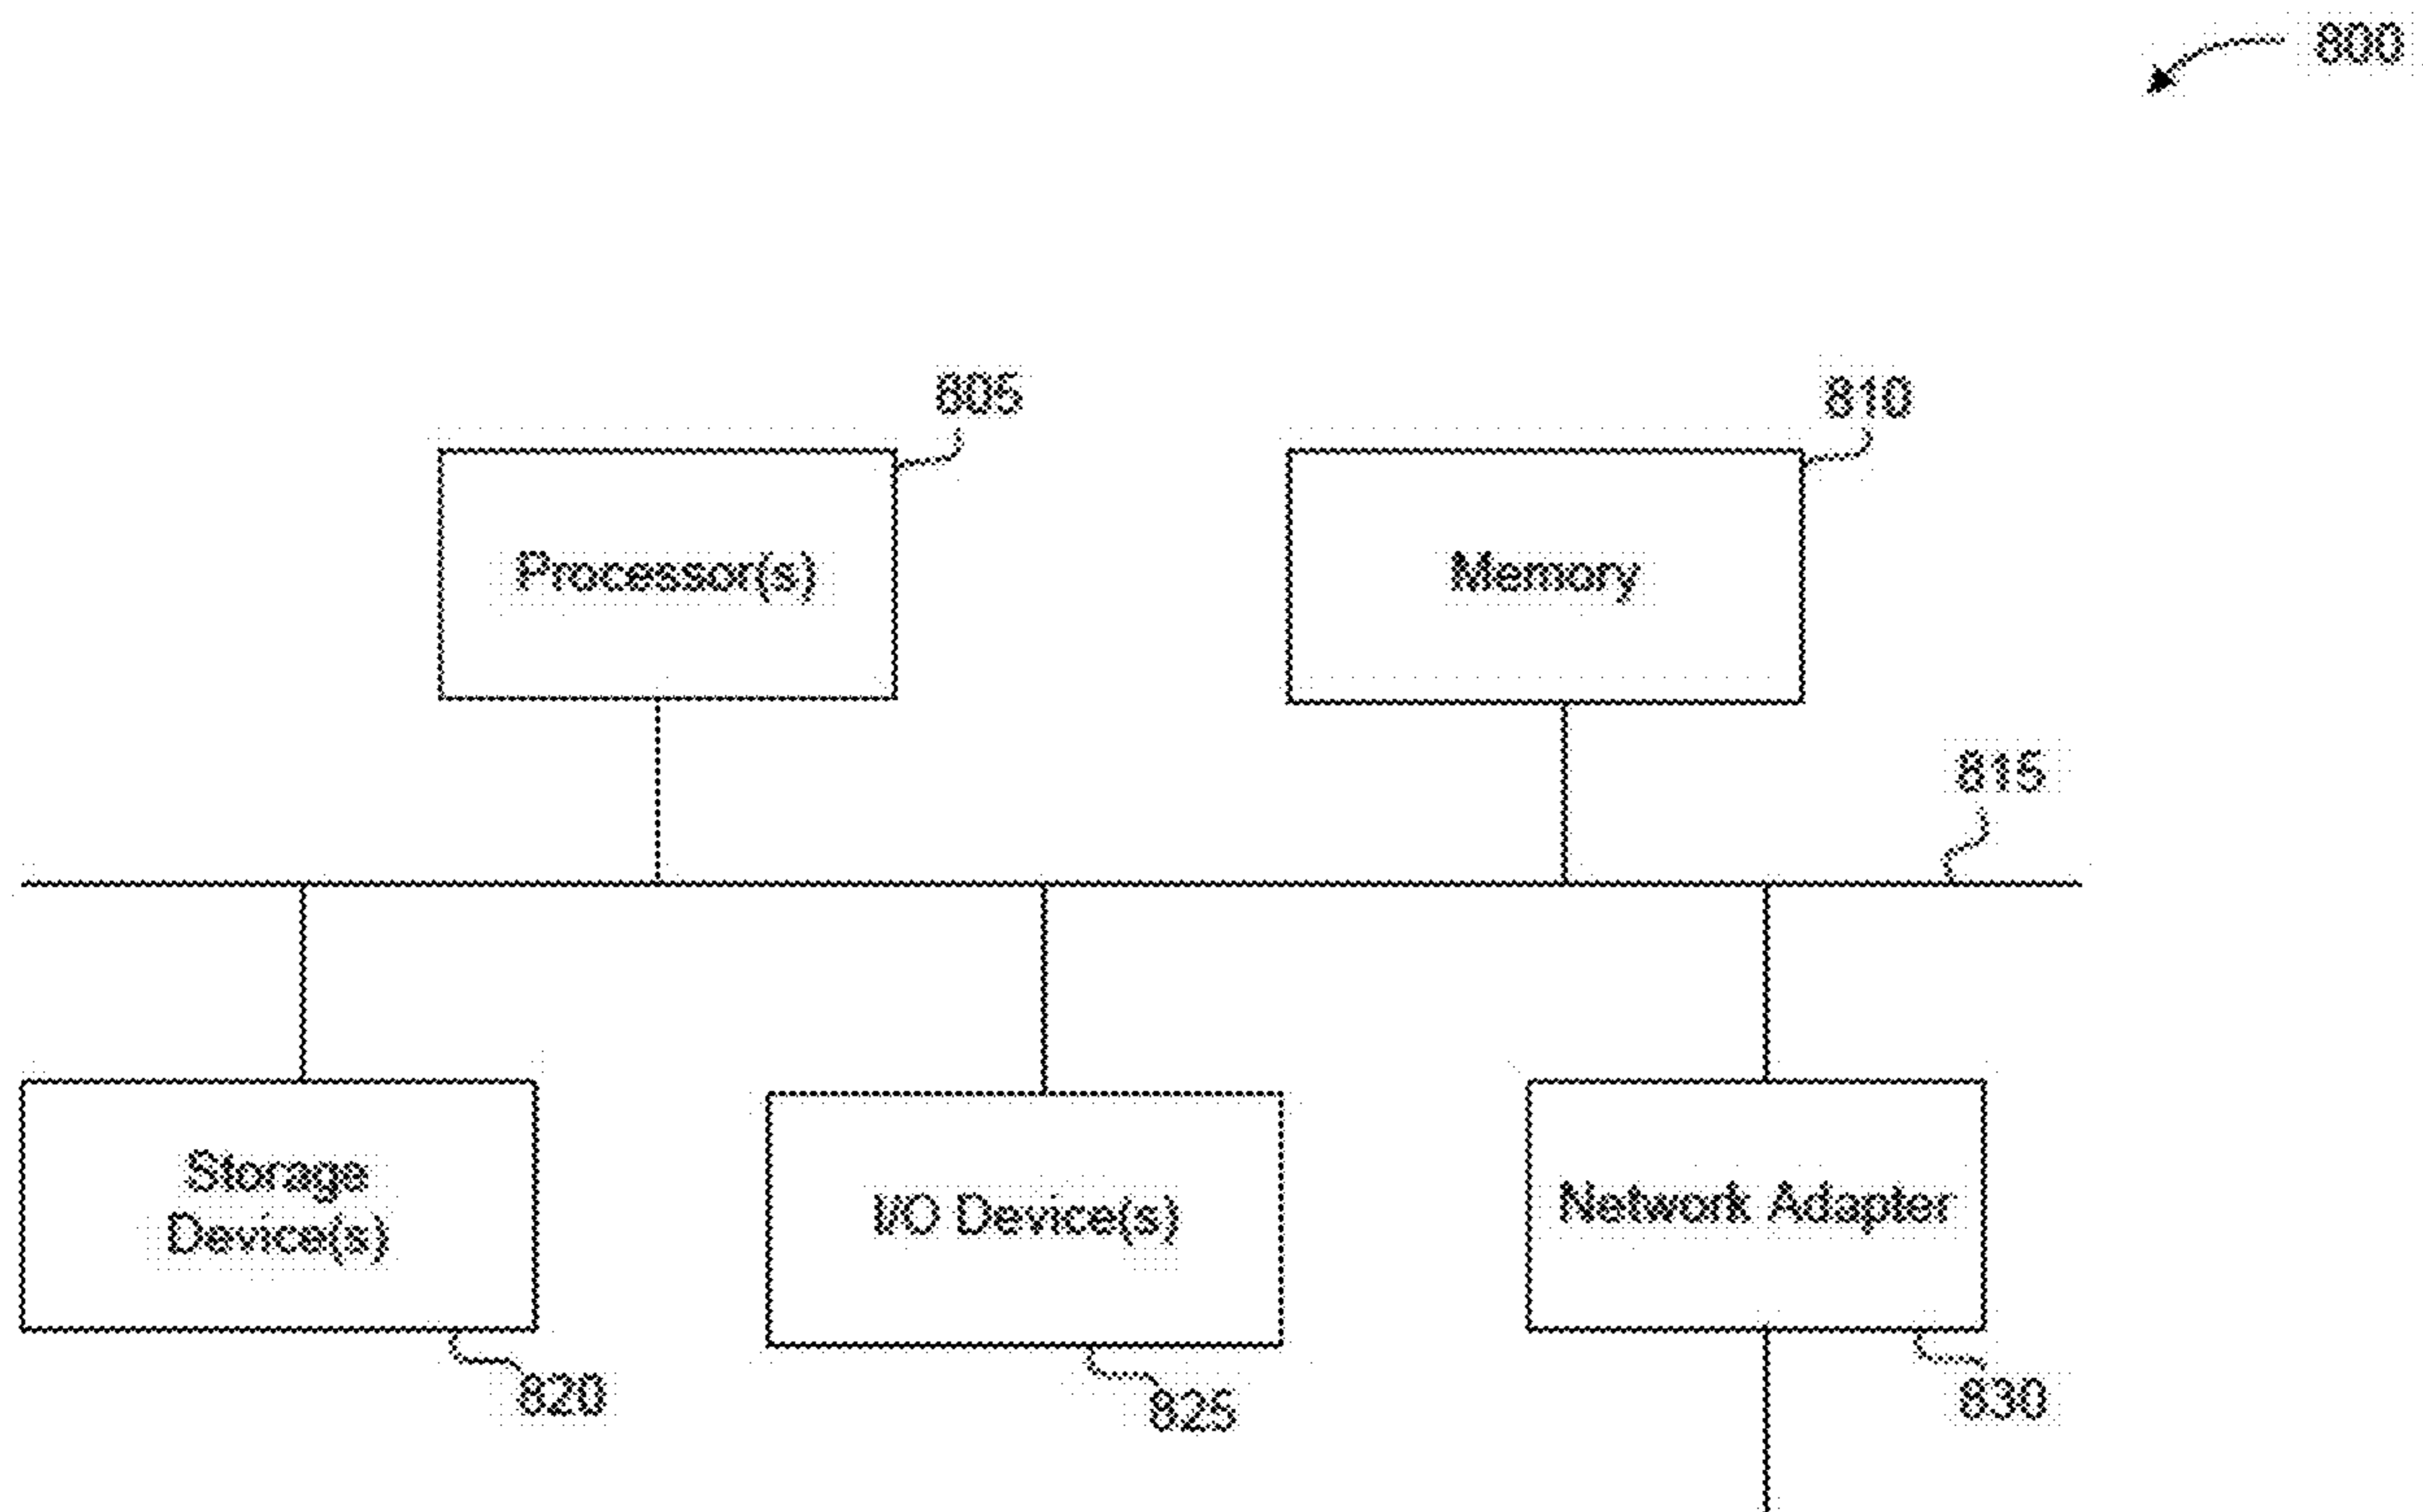 800
805
810
Processor(s)
Memory
815
Storage
Device(s)
I/O Device(s)
Network Adapter
820
825
830